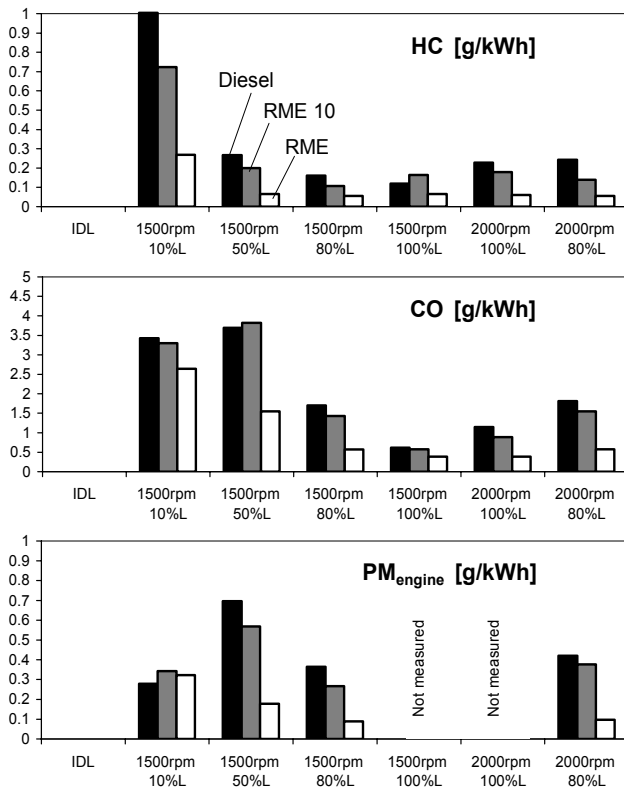 HC [g/kWh]
1
0.9
0.8
0.7
0.6
0.5
0.4
0.3
0.2
0.1
0
Diesel
RME 10
RME
IDL 1500rpm 1500rpm 1500rpm 1500rpm 2000rpm 2000rpm
10%L 50%L 80%L 100%L 100%L 80%L
CO [g/kWh]
5
4.5
4
3.5
3
2.5
2
1.5
1
0.5
0
IDL 1500rpm 1500rpm 1500rpm 1500rpm 2000rpm 2000rpm
10%L 50%L 80%L 100%L 100%L 80%L
PMengine [g/kWh]
1
0.9
0.8
0.7
0.6
0.5
0.4
0.3
0.2
0.1
0
Not measured
Not measured
IDL 1500rpm 1500rpm 1500rpm 1500rpm 2000rpm 2000rpm
10%L 50%L 80%L 100%L 100%L 80%L